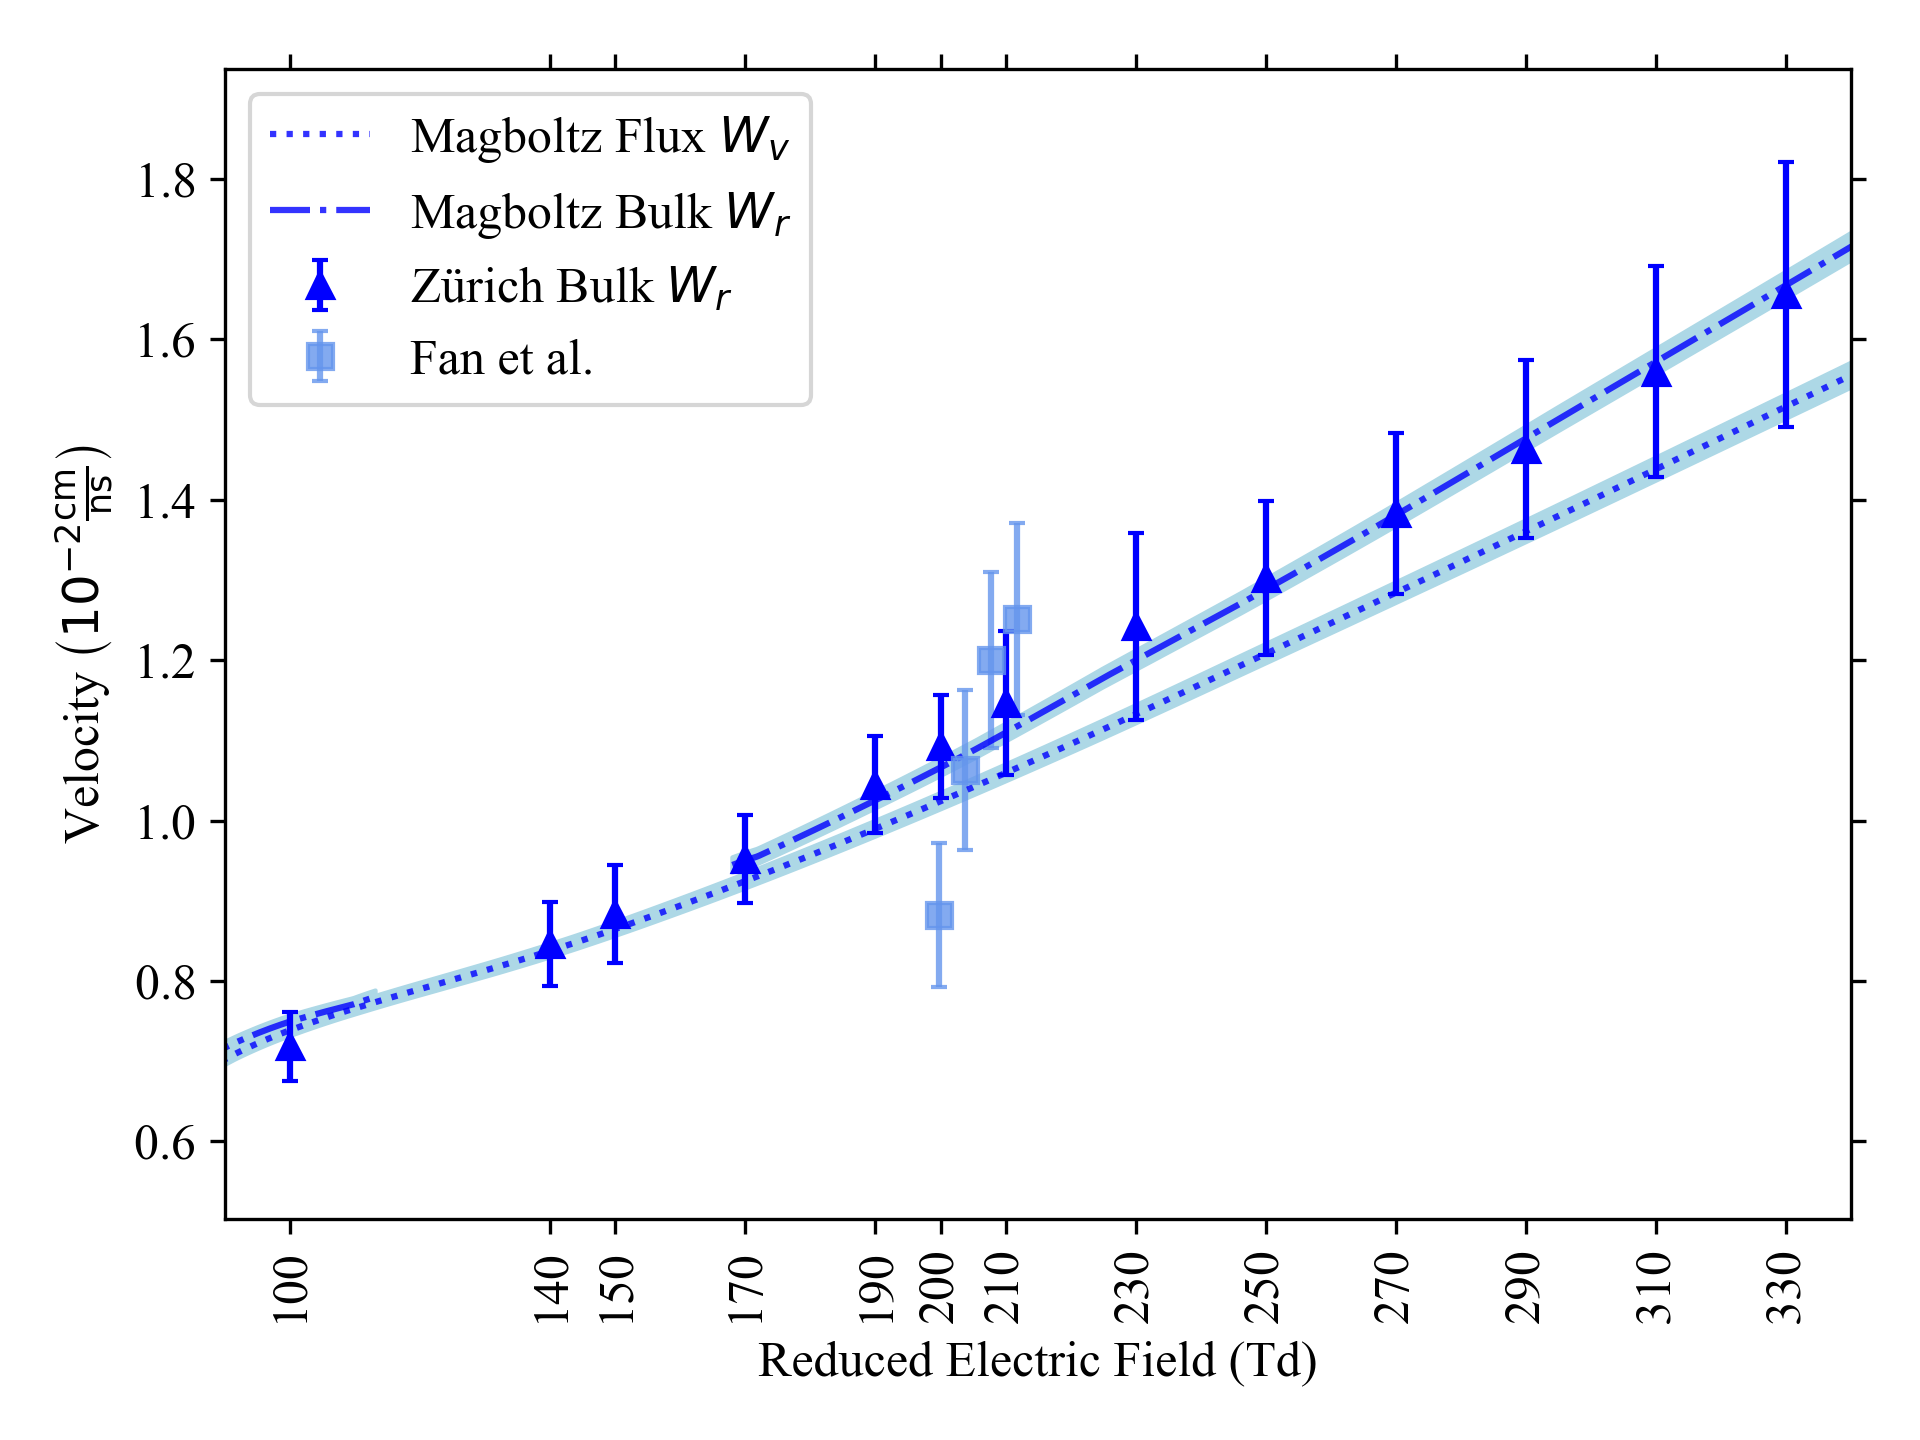 Magboltz Flux W_v
Magboltz Bulk W_r
Zürich Bulk W_r
Fan et al.
Velocity (10⁻² cm/ns)
1.8
1.6
1.4
1.2
1.0
0.8
0.6
100 140 150 170 190 200 210 230 250 270 290 310 330
Reduced Electric Field (Td)